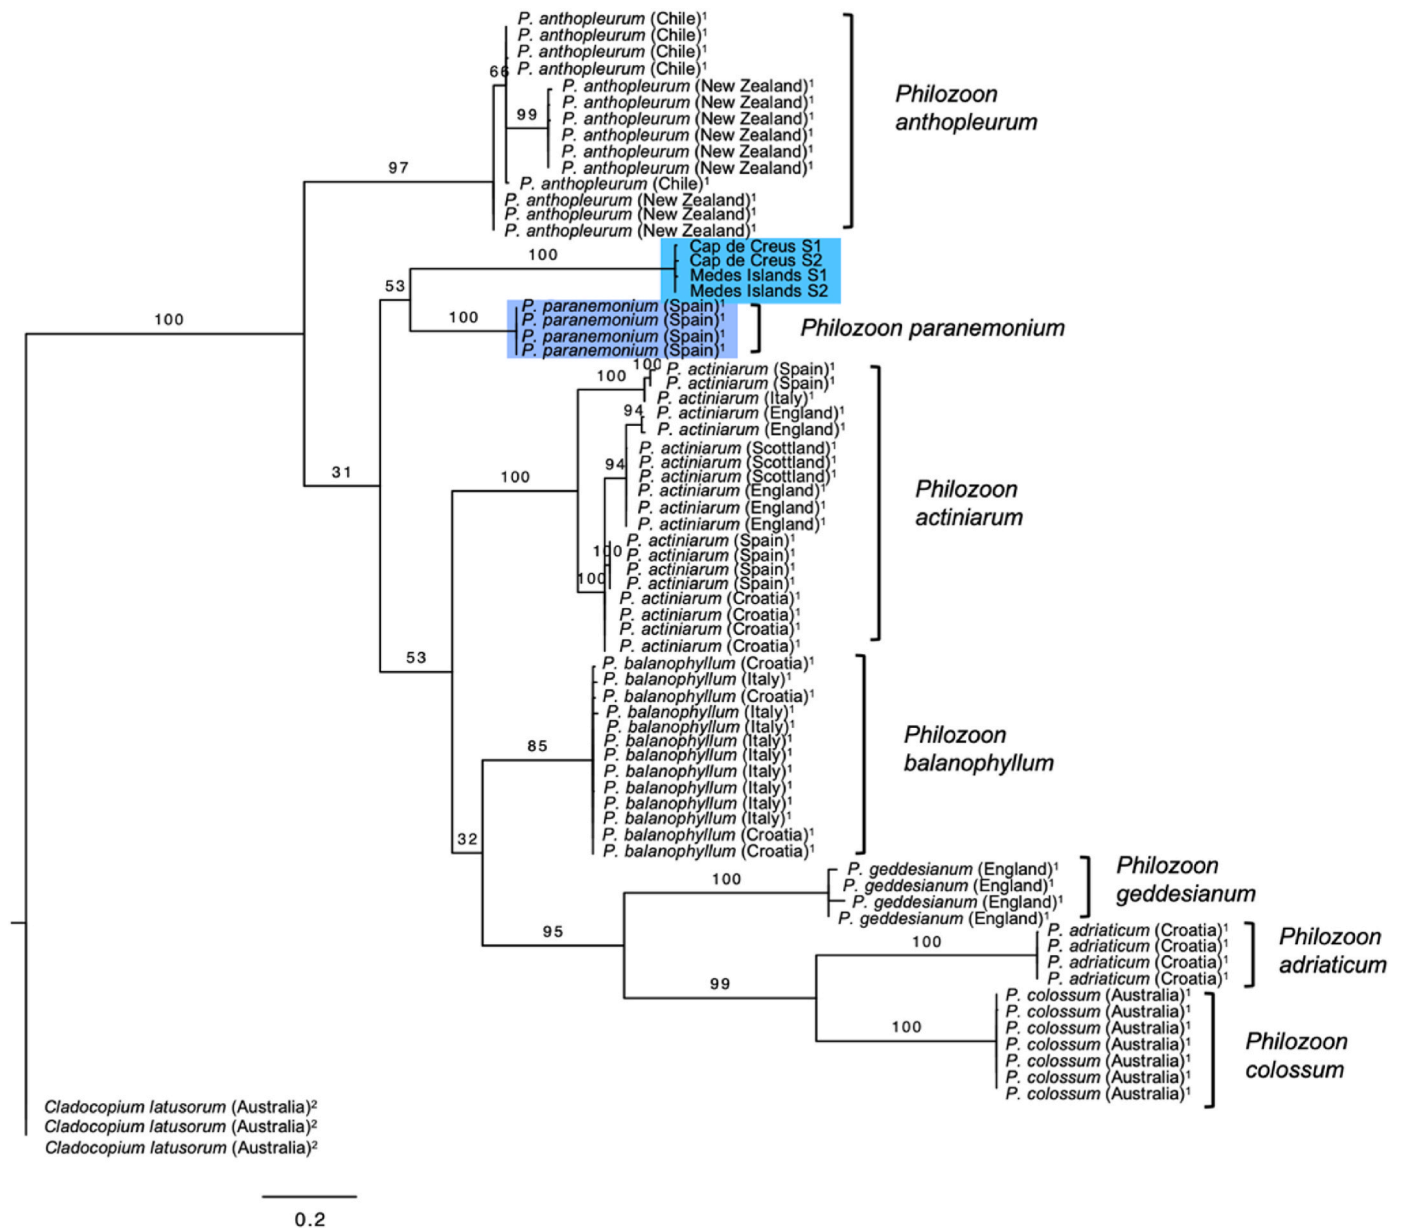 P. anthopleurum (Chile)¹
P. anthopleurum (Chile)¹
P. anthopleurum (Chile)¹
66 P. anthopleurum (Chile)¹
P. anthopleurum (New Zealand)¹
P. anthopleurum (New Zealand)¹
99 P. anthopleurum (New Zealand)¹
P. anthopleurum (New Zealand)¹
P. anthopleurum (New Zealand)¹
P. anthopleurum (New Zealand)¹
Philozoon
anthopleurum
97
P. anthopleurum (Chile)¹
P. anthopleurum (New Zealand)¹
P. anthopleurum (New Zealand)¹
P. anthopleurum (New Zealand)¹
100
Cap de Creus S1
Cap de Creus S2
Medes Islands S1
Medes Islands S2
53
100
P. paranemonium (Spain)¹
P. paranemonium (Spain)¹
P. paranemonium (Spain)¹
P. paranemonium (Spain)¹
Philozoon paranemonium
100
100
100
P. actiniarum (Spain)¹
P. actiniarum (Spain)¹
P. actiniarum (Italy)¹
94 P. actiniarum (England)¹
P. actiniarum (England)¹
P. actiniarum (Scottland)¹
94 P. actiniarum (Scottland)¹
P. actiniarum (Scottland)¹
P. actiniarum (England)¹
P. actiniarum (England)¹
P. actiniarum (England)¹
Philozoon
actiniarum
31
100
P. actiniarum (Spain)¹
100 P. actiniarum (Spain)¹
P. actiniarum (Spain)¹
100 P. actiniarum (Spain)¹
P. actiniarum (Croatia)¹
P. actiniarum (Croatia)¹
P. actiniarum (Croatia)¹
P. actiniarum (Croatia)¹
53
P. balanophyllum (Croatia)¹
P. balanophyllum (Italy)¹
P. balanophyllum (Croatia)¹
P. balanophyllum (Italy)¹
P. balanophyllum (Italy)¹
P. balanophyllum (Italy)¹
85 P. balanophyllum (Italy)¹
P. balanophyllum (Italy)¹
P. balanophyllum (Italy)¹
P. balanophyllum (Italy)¹
P. balanophyllum (Italy)¹
P. balanophyllum (Croatia)¹
P. balanophyllum (Croatia)¹
Philozoon
balanophyllum
32
100
P. geddesianum (England)¹
P. geddesianum (England)¹
P. geddesianum (England)¹
P. geddesianum (England)¹
Philozoon
geddesianum
95
100
P. adriaticum (Croatia)¹
P. adriaticum (Croatia)¹
P. adriaticum (Croatia)¹
P. adriaticum (Croatia)¹
Philozoon
adriaticum
99
100
P. colossum (Australia)¹
P. colossum (Australia)¹
P. colossum (Australia)¹
P. colossum (Australia)¹
P. colossum (Australia)¹
P. colossum (Australia)¹
P. colossum (Australia)¹
Philozoon
colossum
Cladocopium latusorum (Australia)²
Cladocopium latusorum (Australia)²
Cladocopium latusorum (Australia)²
0.2